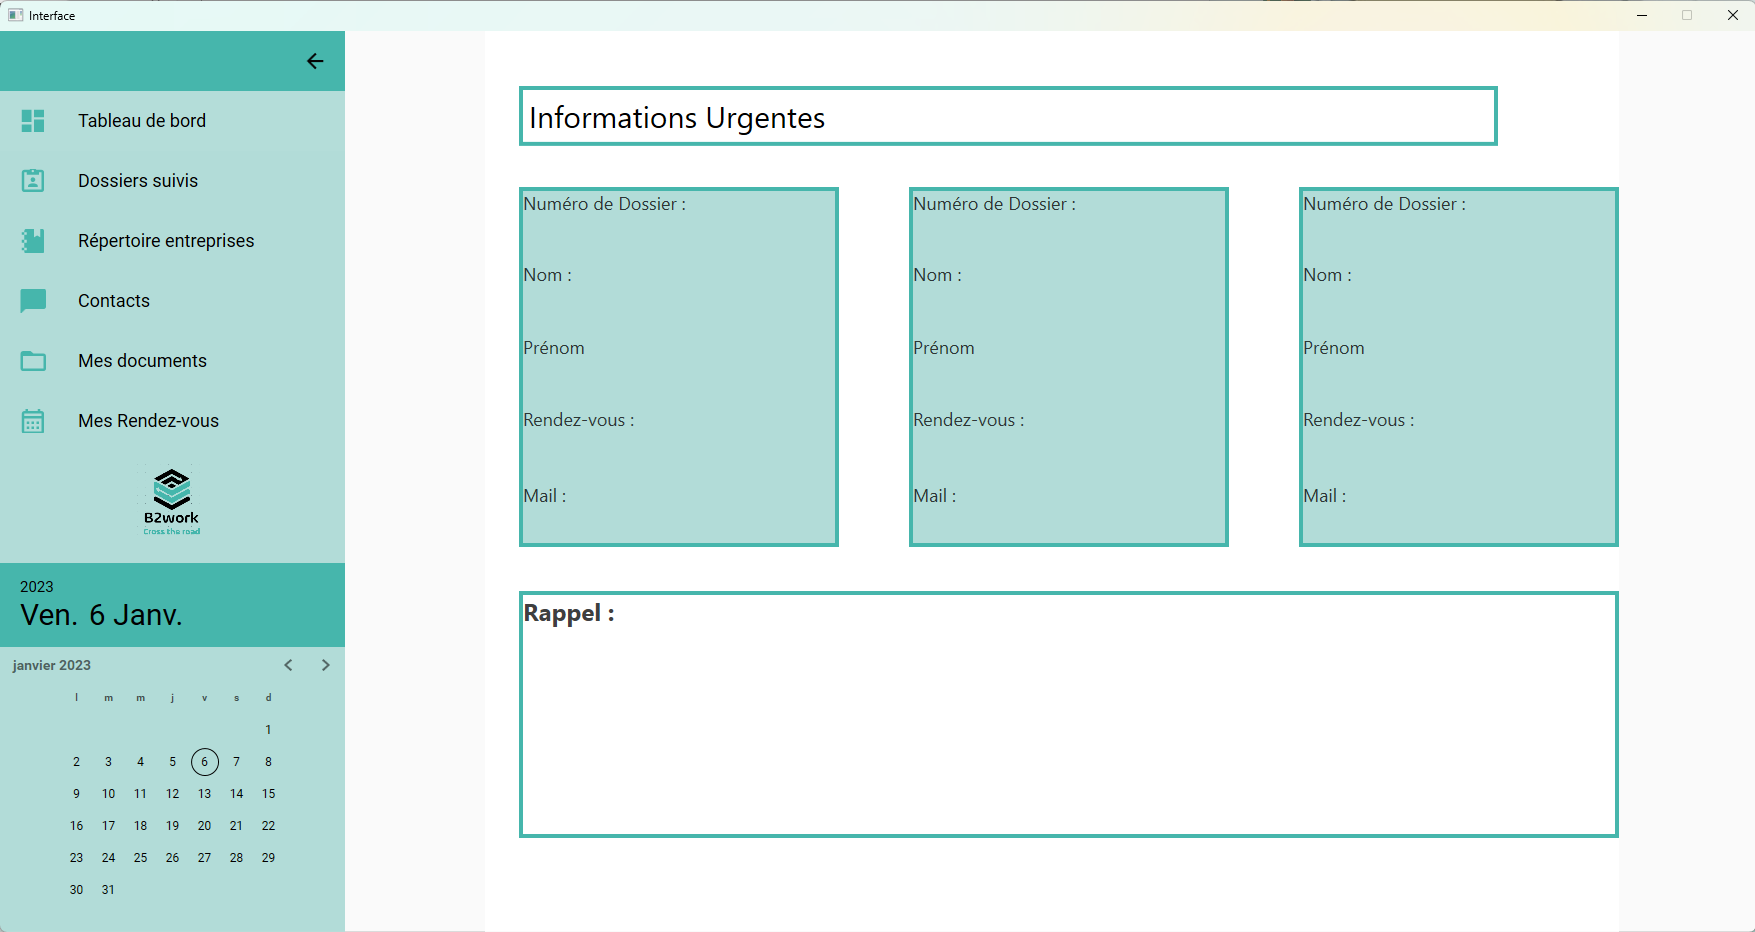 Interface
Tableau de bord
Dossiers suivis
Répertoire entreprises
Contacts
Mes documents
Mes Rendez-vous
B2work
Cross the road
2023
Ven. 6 Janv.
janvier 2023
l m m j v s d
1
2 3 4 5 6 7 8
9 10 11 12 13 14 15
16 17 18 19 20 21 22
23 24 25 26 27 28 29
30 31
Informations Urgentes
Numéro de Dossier :
Nom :
Prénom
Rendez-vous :
Mail :
Numéro de Dossier :
Nom :
Prénom
Rendez-vous :
Mail :
Numéro de Dossier :
Nom :
Prénom
Rendez-vous :
Mail :
Rappel :